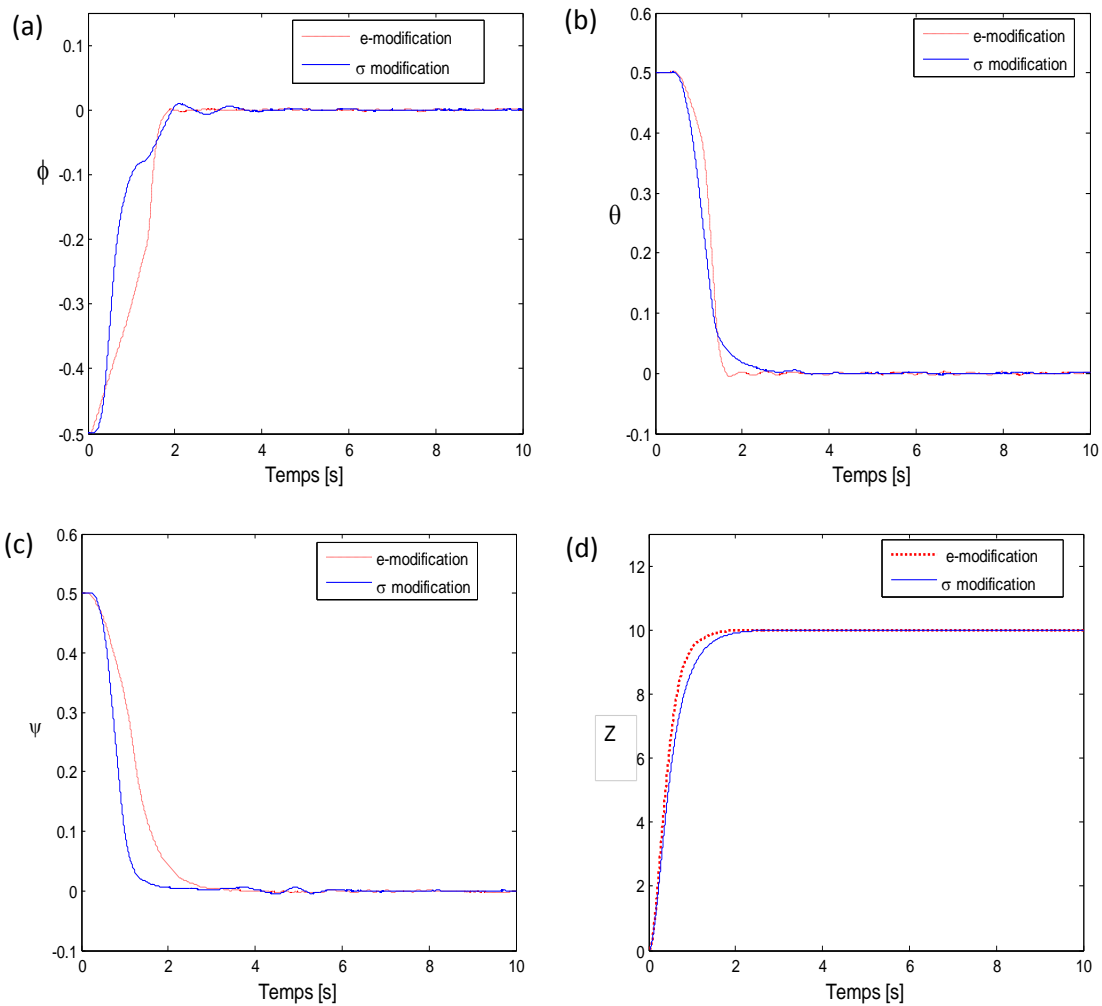 (a)
0.1
0
-0.1
-0.2
-0.3
-0.4
-0.5
ϕ
e-modification
σ modification
0 2 4 6 8 10
Temps [s]
(b)
0.6
0.5
0.4
0.3
0.2
0.1
0
-0.1
θ
e-modification
σ modification
0 2 4 6 8 10
Temps [s]
(c)
0.6
0.5
0.4
0.3
0.2
0.1
0
-0.1
ψ
e-modification
σ modification
0 2 4 6 8 10
Temps [s]
(d)
12
10
8
6
4
2
0
Z
e-modification
σ modification
0 2 4 6 8 10
Temps [s]